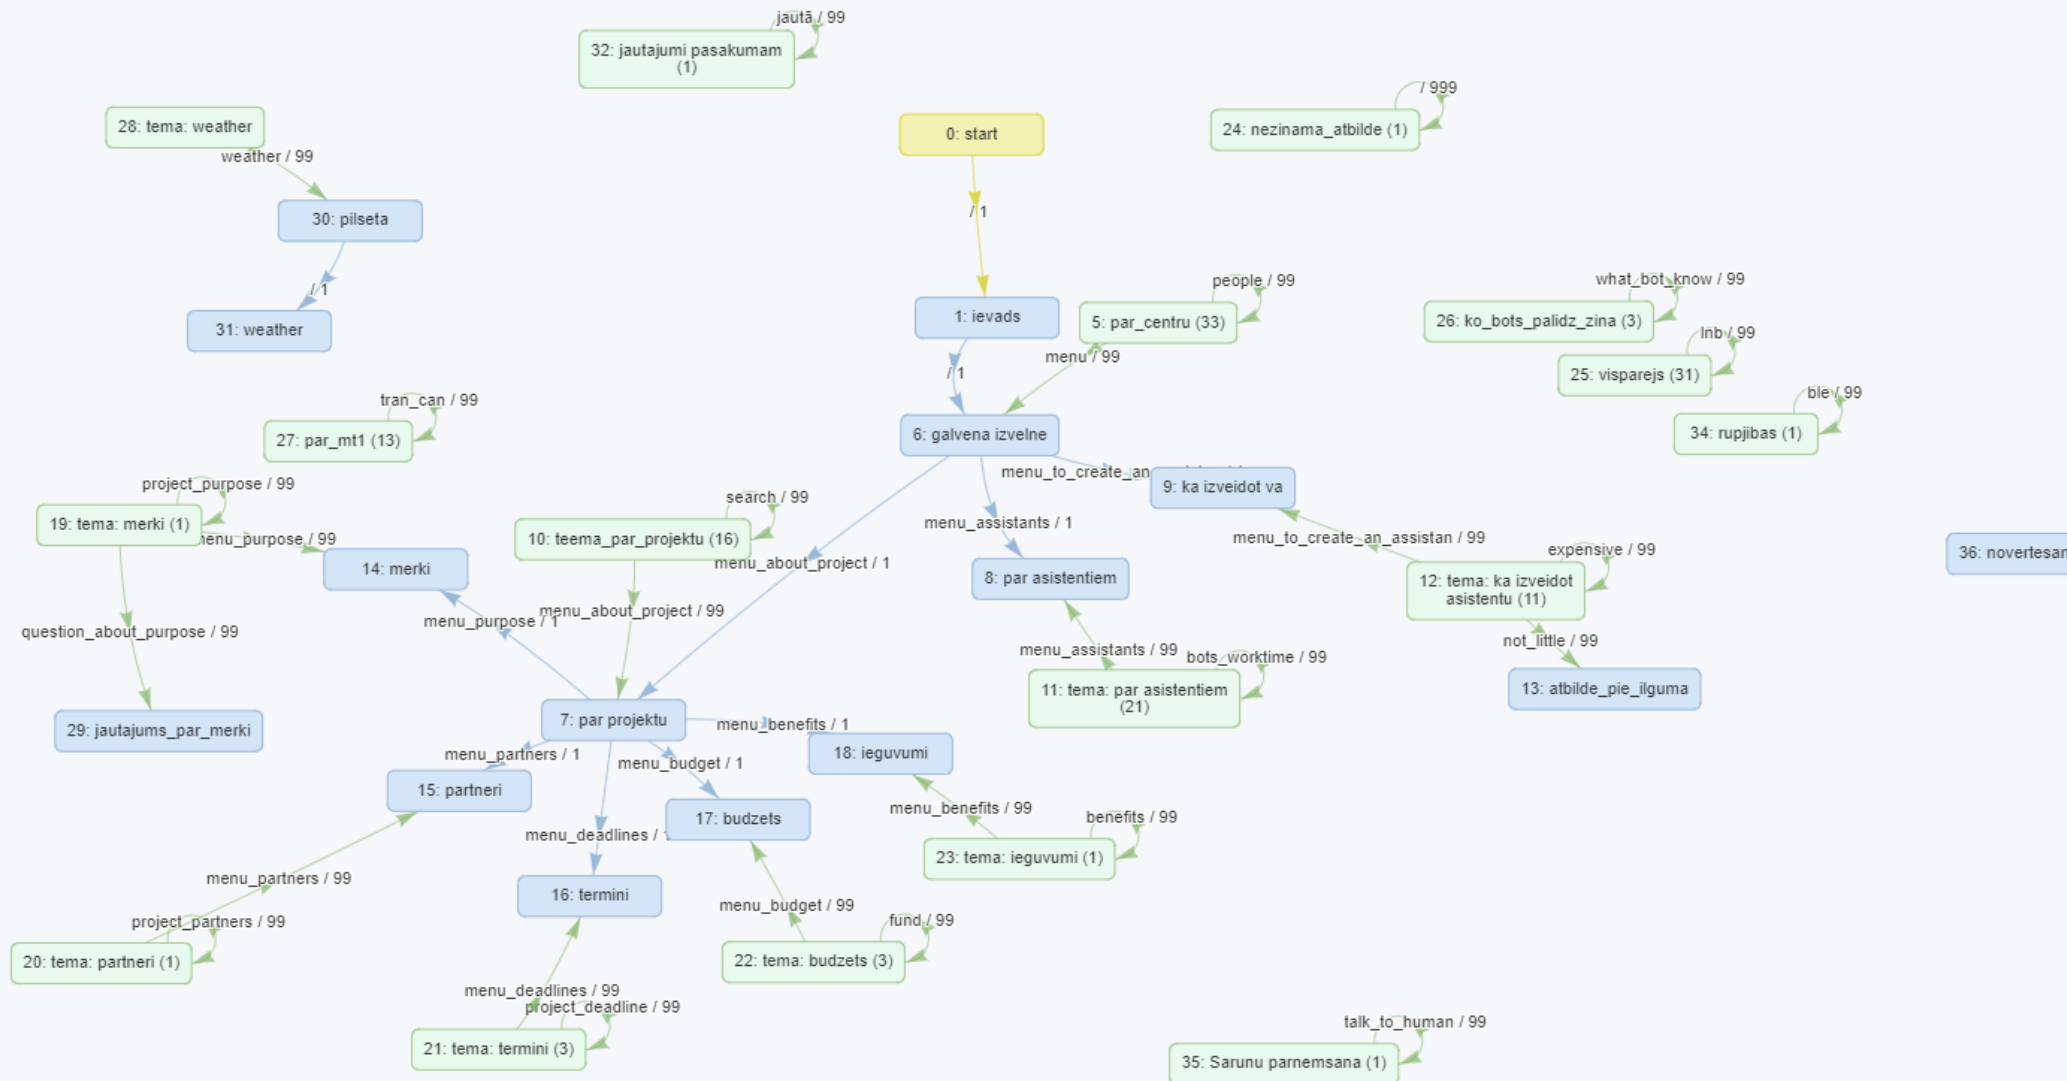 jautā / 99
32: jautajumi pasakumam
(1)
/ 999
24: nezinama_atbilde (1)
28: tema: weather
weather / 99
0: start
/ 1
30: pilseta
/ 1
31: weather
people / 99
1: ievads
5: par_centru (33)
menu / 99
/ 1
what_bot_know / 99
26: ko_bots_palidz_zina (3)
lnb / 99
25: visparejs (31)
ble / 99
34: rupjibas (1)
tran_can / 99
27: par_mt1 (13)
6: galvena izvelne
menu_to_create_an
9: ka izveidot va
project_purpose / 99
19: tema: merki (1)
menu_purpose / 99
14: merki
search / 99
10: teema_par_projektu (16)
menu_about_project / 1
menu_assistants / 1
8: par asistentiem
menu_to_create_an_assistan / 99
expensive / 99
12: tema: ka izveidot
asistentu (11)
36: novertesan
menu_about_project / 99
menu_purpose / 1
question_about_purpose / 99
not_little / 99
13: atbilde_pie_ilguma
menu_assistants / 99
bots_worktime / 99
11: tema: par asistentiem
(21)
29: jautajums_par_merki
7: par projektu
menu_benefits / 1
menu_partners / 1
menu_budget / 1
18: ieguvumi
15: partneri
17: budzets
menu_deadlines / 1
menu_benefits / 99
benefits / 99
23: tema: ieguvumi (1)
menu_partners / 99
16: termini
menu_budget / 99
fund / 99
22: tema: budzets (3)
project_partners / 99
20: tema: partneri (1)
menu_deadlines / 99
project_deadline / 99
21: tema: termini (3)
talk_to_human / 99
35: Sarunu parnemsana (1)